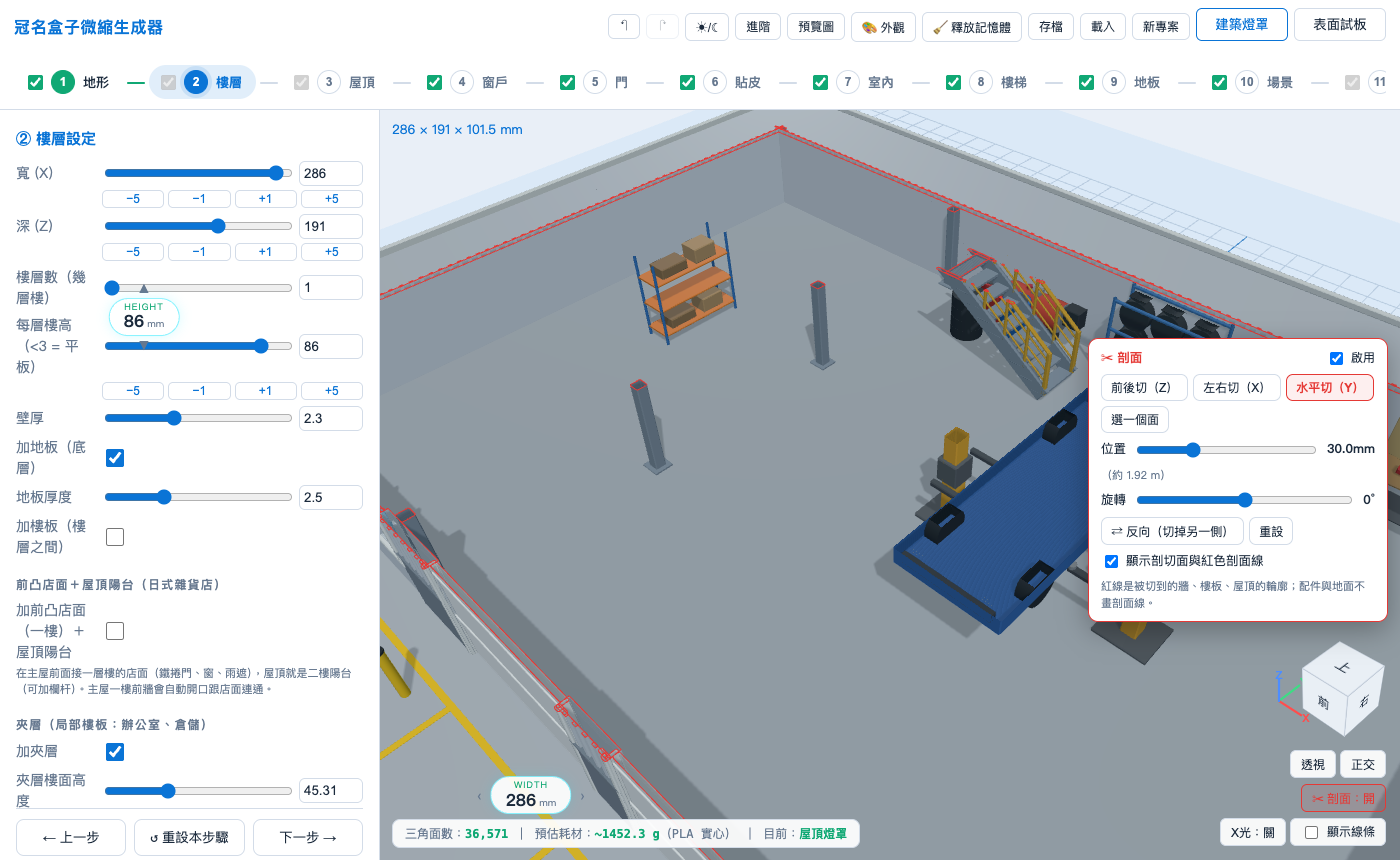 冠名盒子微縮生成器
↰
↱
☀/☾
進階
預覽圖
🎨 外觀
🧹 釋放記憶體
存檔
載入
新專案
建築燈罩
表面試板
1 地形
2 樓層
3 屋頂
4 窗戶
5 門
6 貼皮
7 室內
8 樓梯
9 地板
10 場景
11
② 樓層設定
寬 (X)
286
−5 −1 +1 +5
深 (Z)
191
−5 −1 +1 +5
樓層數（幾
層樓）
1
HEIGHT
86 mm
每層樓高
（<3 = 平
板）
86
−5 −1 +1 +5
壁厚
2.3
加地板（底
層）
地板厚度
2.5
加樓板（樓
層之間）
前凸店面＋屋頂陽台（日式雜貨店）
加前凸店面
（一樓）＋
屋頂陽台
在主屋前面接一層樓的店面（鐵捲門、窗、雨遮），屋頂就是二樓陽台
（可加欄杆）。主屋一樓前牆會自動開口跟店面連通。
夾層（局部樓板：辦公室、倉儲）
加夾層
夾層樓面高
度
45.31
← 上一步
↺ 重設本步驟
下一步 →
286 × 191 × 101.5 mm
✂ 剖面
啟用
前後切（Z）
左右切（X）
水平切（Y）
選一個面
位置
30.0mm
（約 1.92 m）
旋轉
0°
⇄ 反向（切掉另一側）
重設
顯示剖切面與紅色剖面線
紅線是被切到的牆、樓板、屋頂的輪廓；配件與地面不
畫剖面線。
上
前
右
Z
X
透視
正交
✂ 剖面：開
X光：關
顯示線條
‹
WIDTH
286 mm
›
三角面數：36,571 | 預估耗材：~1452.3 g (PLA 實心) | 目前：屋頂燈罩